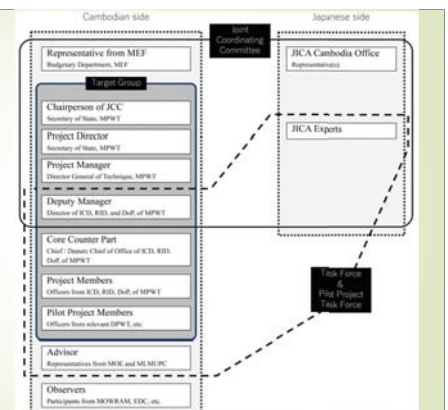 Cambodian side
Japanese side
Joint
Coordinating
Committee
Representative from MEF
Budgetary Department, MEF
JICA Cambodia Office
Representative(s)
Target Group
Chairperson of JCC
Secretary of State, MPWT
Project Director
Secretary of State, MPWT
JICA Experts
Project Manager
Director General of Technique, MPWT
Deputy Manager
Director of ICD, RID, and DoP, of MPWT
Core Counter Part
Chief / Deputy Chief of Office of ICD, RID,
DoP, of MPWT
Project Members
Officers from ICD, RID, DoP, of MPWT
Task Force
&
Pilot Project
Task Force
Pilot Project Members
Officers from relevant DPWT, etc.
Advisor
Representatives from MOE and MLMUPC
Observers
Participants from MOWRAM, EDC, etc.